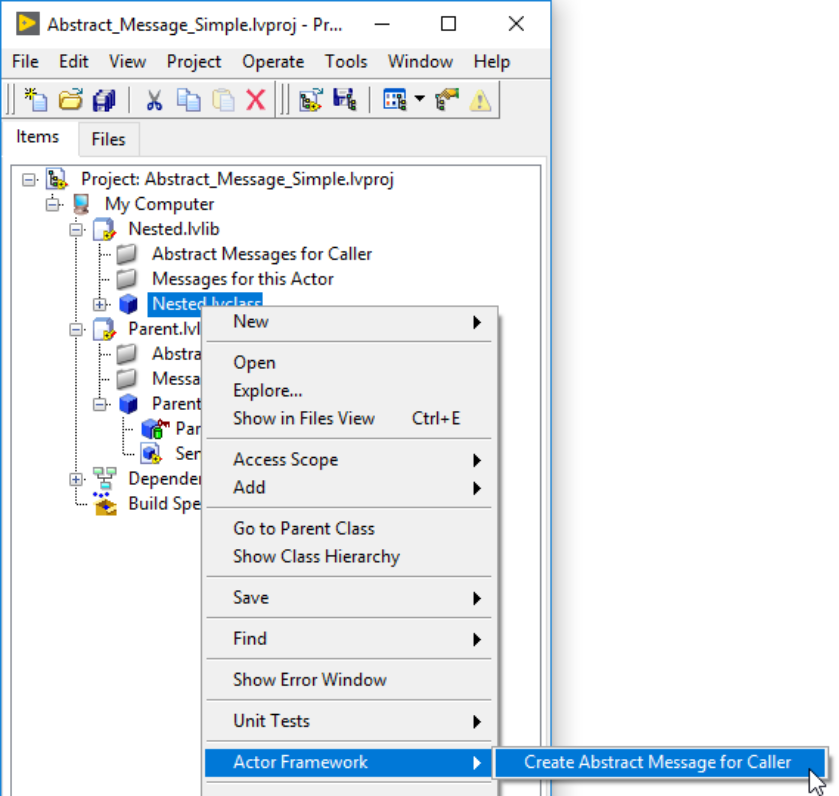 Abstract_Message_Simple.lvproj - Pr...
File Edit View Project Operate Tools Window Help
Items Files
Project: Abstract_Message_Simple.lvproj
My Computer
Nested.lvlib
Abstract Messages for Caller
Messages for this Actor
Nested.lvclass
Parent.lvl
Abstra
Messa
Parent
Par
Ser
Depende
Build Spe
New
Open
Explore...
Show in Files View Ctrl+E
Access Scope
Add
Go to Parent Class
Show Class Hierarchy
Save
Find
Show Error Window
Unit Tests
Actor Framework
Create Abstract Message for Caller